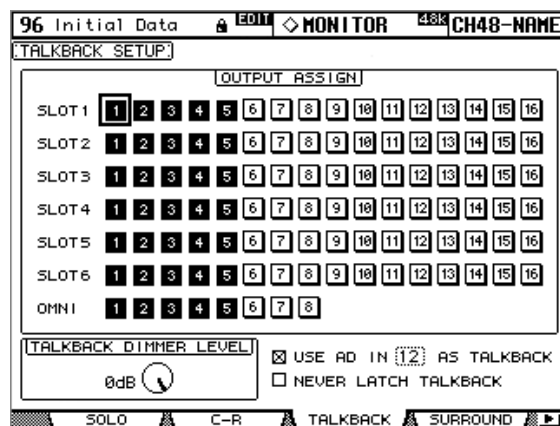 96 Initial Data EDIT MONITOR 48K CH48-NAME
TALKBACK SETUP
OUTPUT ASSIGN
SLOT1 1 2 3 4 5 6 7 8 9 10 11 12 13 14 15 16
SLOT2 1 2 3 4 5 6 7 8 9 10 11 12 13 14 15 16
SLOT3 1 2 3 4 5 6 7 8 9 10 11 12 13 14 15 16
SLOT4 1 2 3 4 5 6 7 8 9 10 11 12 13 14 15 16
SLOT5 1 2 3 4 5 6 7 8 9 10 11 12 13 14 15 16
SLOT6 1 2 3 4 5 6 7 8 9 10 11 12 13 14 15 16
OMNI 1 2 3 4 5 6 7 8
TALKBACK DIMMER LEVEL
0dB
USE AD IN 12 AS TALKBACK
NEVER LATCH TALKBACK
SOLO C-R TALKBACK SURROUND